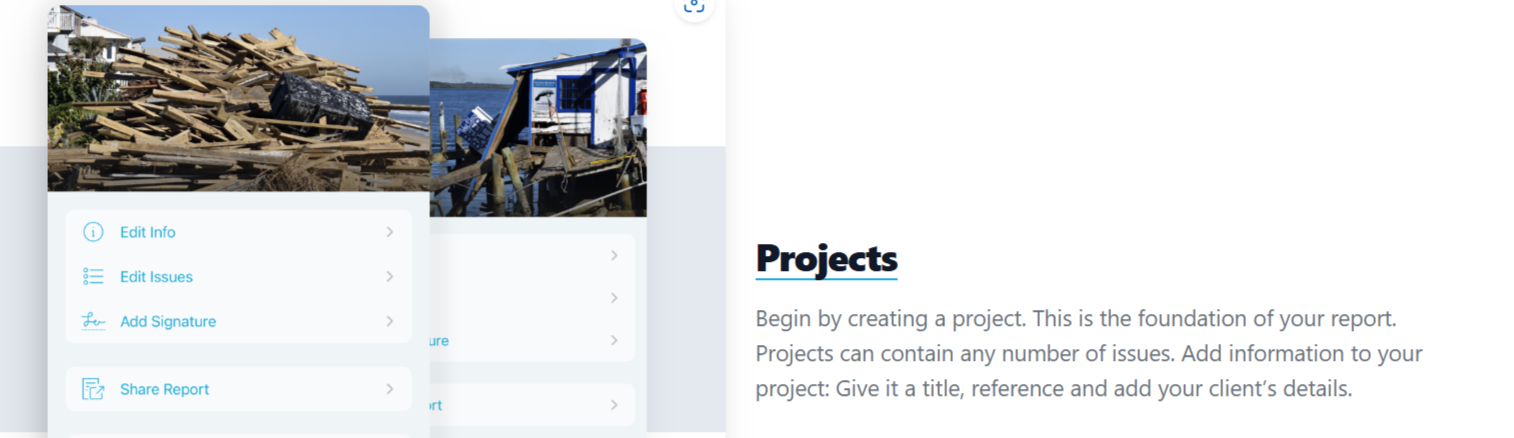 Edit Info
Edit Issues
Add Signature
Share Report
ure
ort
Projects
Begin by creating a project. This is the foundation of your report.
Projects can contain any number of issues. Add information to your
project: Give it a title, reference and add your client’s details.